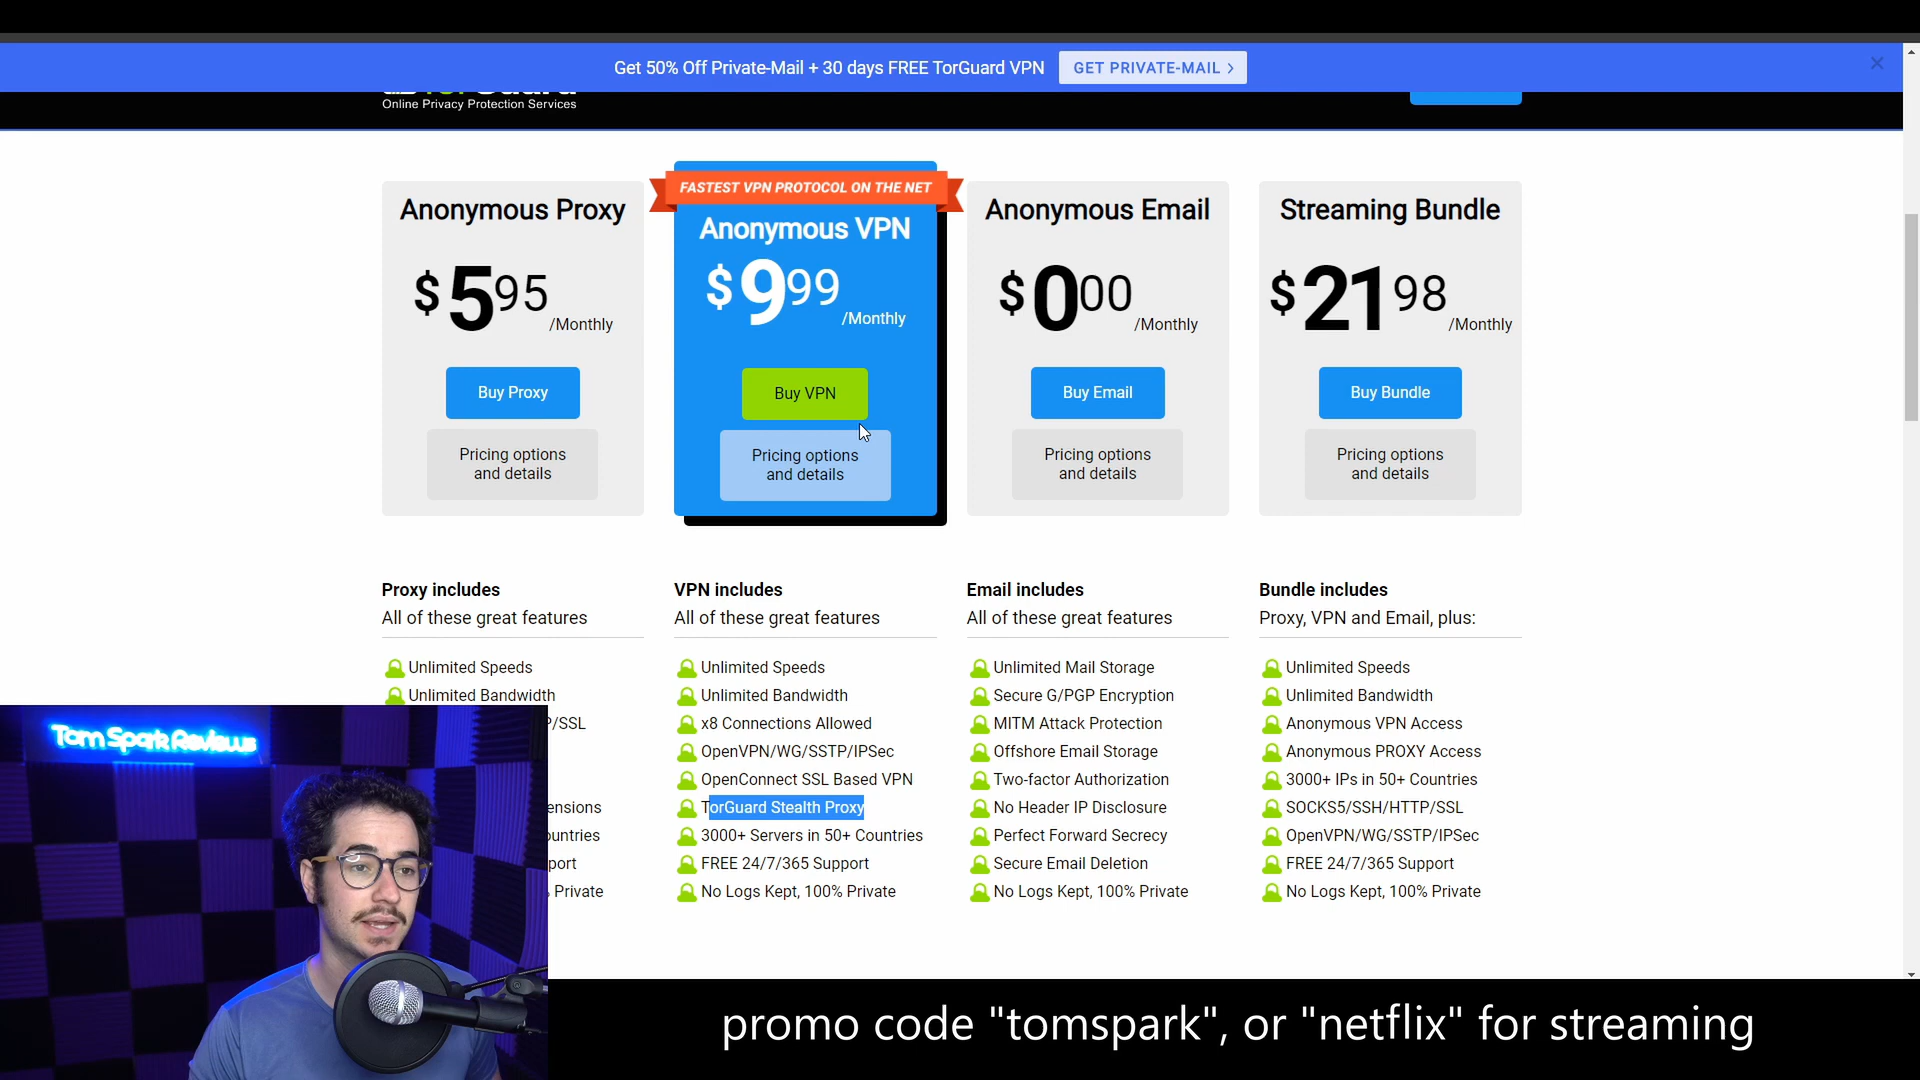 Get 50% Off Private-Mail + 30 days FREE TorGuard VPN
GET PRIVATE-MAIL >
Online Privacy Protection Services
Anonymous Proxy
$ 5 95
/Monthly
Buy Proxy
Pricing options
and details
FASTEST VPN PROTOCOL ON THE NET
Anonymous VPN
$ 9 99
/Monthly
Buy VPN
Pricing options
and details
Anonymous Email
$ 0 00
/Monthly
Buy Email
Pricing options
and details
Streaming Bundle
$ 21 98
/Monthly
Buy Bundle
Pricing options
and details
Proxy includes
All of these great features
Unlimited Speeds
Unlimited Bandwidth
/SSL
Private
VPN includes
All of these great features
Unlimited Speeds
Unlimited Bandwidth
x8 Connections Allowed
OpenVPN/WG/SSTP/IPSec
OpenConnect SSL Based VPN
TorGuard Stealth Proxy
3000+ Servers in 50+ Countries
FREE 24/7/365 Support
No Logs Kept, 100% Private
Email includes
All of these great features
Unlimited Mail Storage
Secure G/PGP Encryption
MITM Attack Protection
Offshore Email Storage
Two-factor Authorization
No Header IP Disclosure
Perfect Forward Secrecy
Secure Email Deletion
No Logs Kept, 100% Private
Bundle includes
Proxy, VPN and Email, plus:
Unlimited Speeds
Unlimited Bandwidth
Anonymous VPN Access
Anonymous PROXY Access
3000+ IPs in 50+ Countries
SOCKS5/SSH/HTTP/SSL
OpenVPN/WG/SSTP/IPSec
FREE 24/7/365 Support
No Logs Kept, 100% Private
Tom Spark Reviews
promo code "tomspark", or "netflix" for streaming